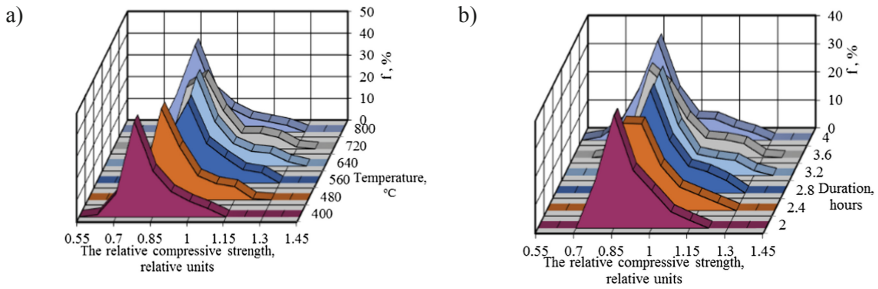 a)
50
40
30
20
10
0
f, %
800
720
640
560
480
400
Temperature,
°C
0.55 0.7 0.85 1 1.15 1.3 1.45
The relative compressive strength,
relative units
b)
40
30
20
10
0
f, %
4
3.6
3.2
2.8
2.4
2
Duration,
hours
0.55 0.7 0.85 1 1.15 1.3 1.45
The relative compressive strength,
relative units